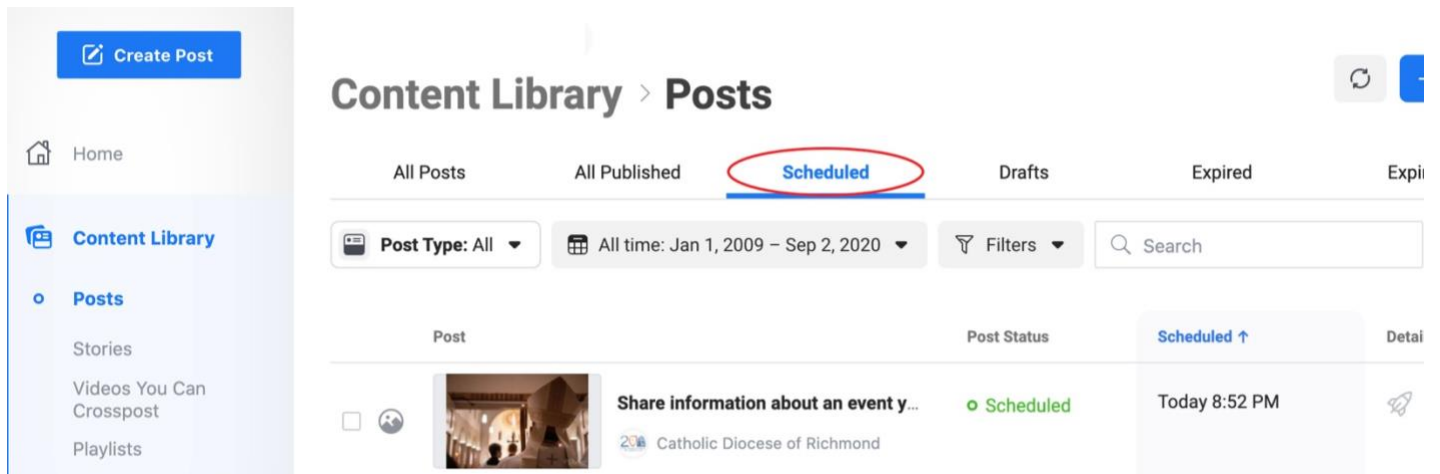 Create Post
Home
Content Library
Posts
Stories
Videos You Can
Crosspost
Playlists
Content Library > Posts
All Posts All Published Scheduled Drafts Expired
Post Type: All All time: Jan 1, 2009 – Sep 2, 2020 Filters Search
Post Post Status Scheduled ↑
Share information about an event y... Scheduled Today 8:52 PM
Catholic Diocese of Richmond